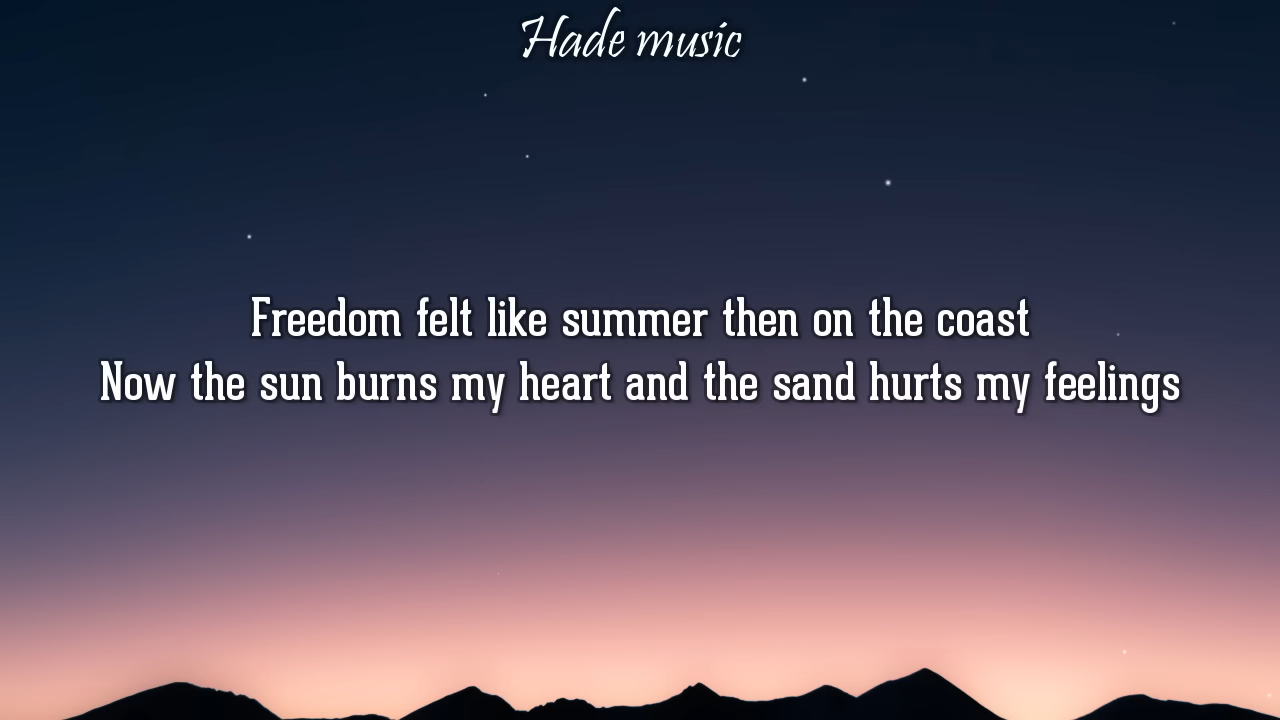 Hade music
Freedom felt like summer then on the coast
Now the sun burns my heart and the sand hurts my feelings